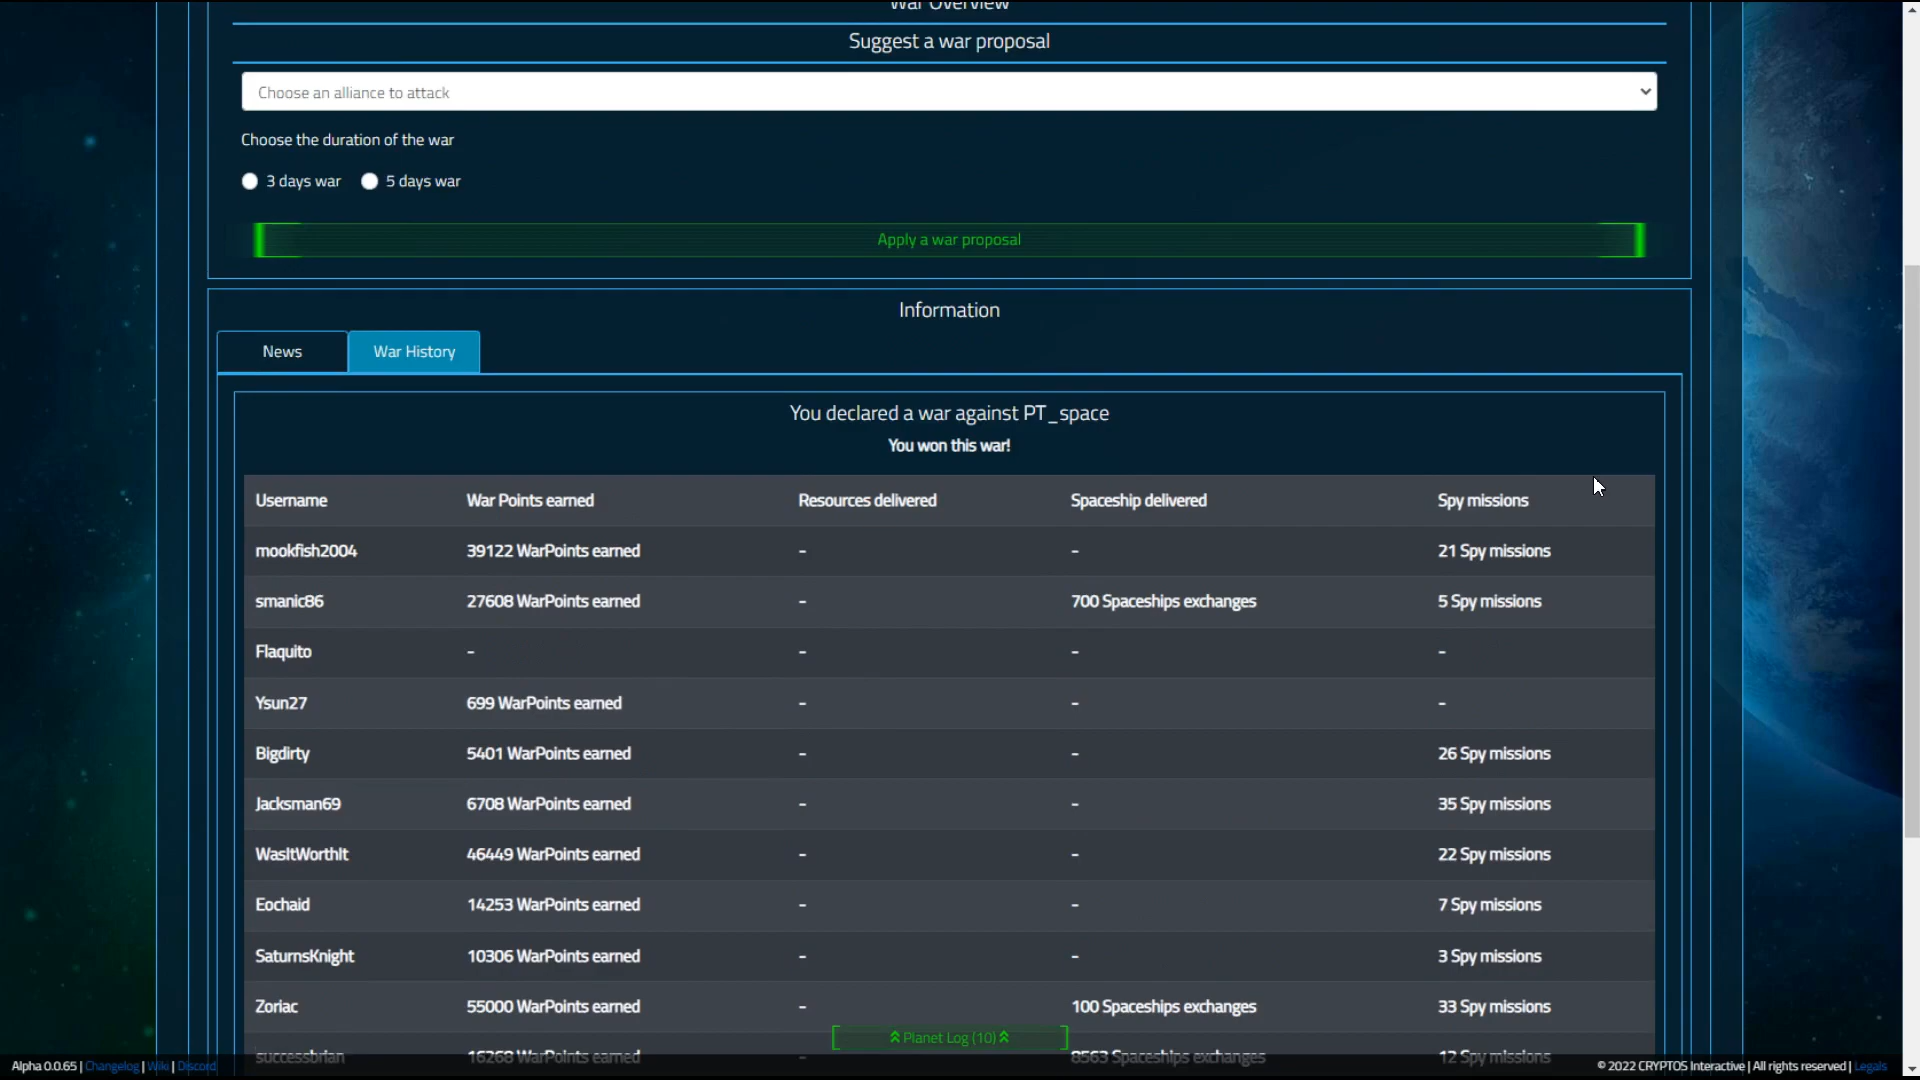 War Overview
Suggest a war proposal
Choose an alliance to attack
Choose the duration of the war
3 days war 5 days war
Apply a war proposal
Information
News War History
You declared a war against PT_space
You won this war!
Username War Points earned Resources delivered Spaceship delivered Spy missions
mookfish2004 39122 WarPoints earned - - 21 Spy missions
smanic86 27608 WarPoints earned - 700 Spaceships exchanges 5 Spy missions
Flaquito - - - -
Ysun27 699 WarPoints earned - - -
Bigdirty 5401 WarPoints earned - - 26 Spy missions
Jacksman69 6708 WarPoints earned - - 35 Spy missions
WasItWorthIt 46449 WarPoints earned - - 22 Spy missions
Eochaid 14253 WarPoints earned - - 7 Spy missions
SaturnsKnight 10306 WarPoints earned - - 3 Spy missions
Zoriac 55000 WarPoints earned - 100 Spaceships exchanges 33 Spy missions
Planet Log (10)
successbrian 16268 WarPoints earned - 8563 Spaceships exchanges 12 Spy missions
Alpha 0.0.65 | Changelog | Wiki | Discord © 2022 CRYPTOS Interactive | All rights reserved | Legals